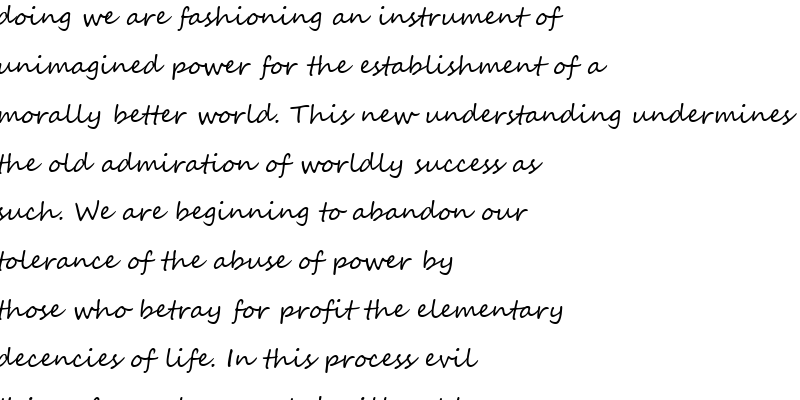 doing we are fashioning an instrument of
unimagined power for the establishment of a
morally better world. This new understanding undermines
the old admiration of worldly success as
such. We are beginning to abandon our
tolerance of the abuse of power by
those who betray for profit the elementary
decencies of life. In this process evil